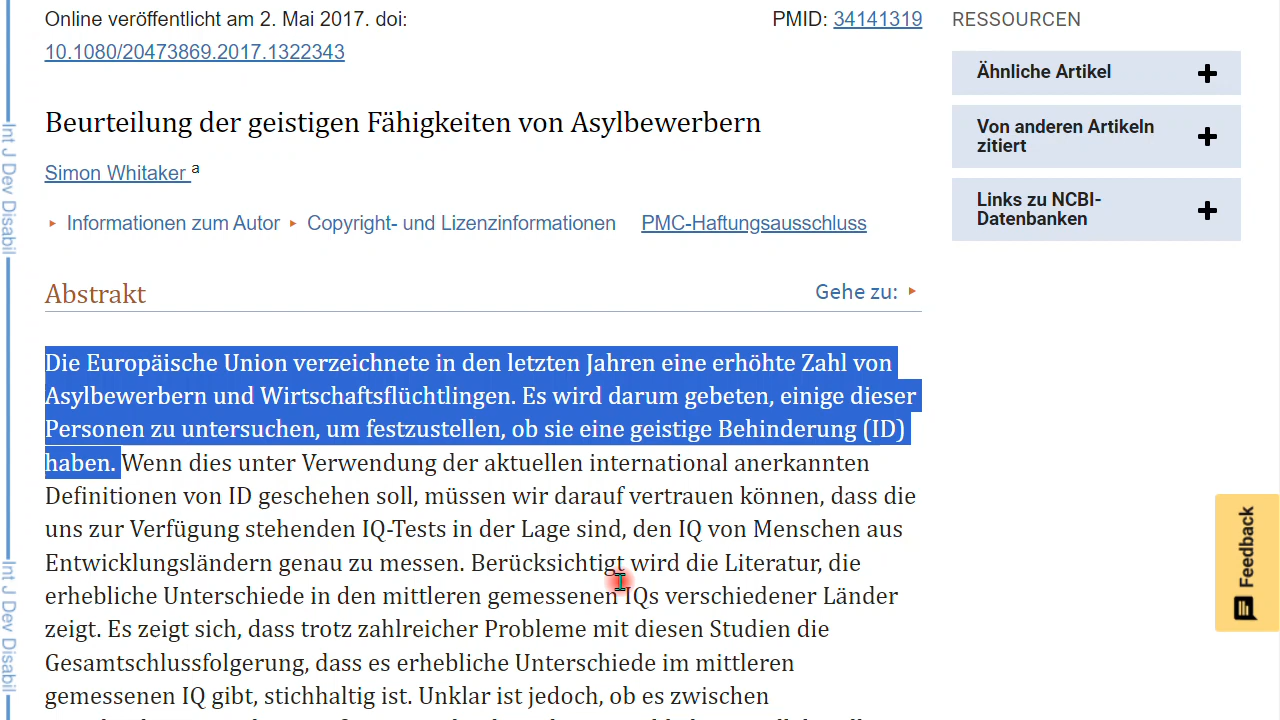 Online veröffentlicht am 2. Mai 2017. doi:
10.1080/20473869.2017.1322343
PMID: 34141319
Beurteilung der geistigen Fähigkeiten von Asylbewerbern
Simon Whitaker a
Informationen zum Autor
Copyright- und Lizenzinformationen
PMC-Haftungsausschluss
Abstrakt
Gehe zu:
Die Europäische Union verzeichnete in den letzten Jahren eine erhöhte Zahl von
Asylbewerbern und Wirtschaftsflüchtlingen. Es wird darum gebeten, einige dieser
Personen zu untersuchen, um festzustellen, ob sie eine geistige Behinderung (ID)
haben. Wenn dies unter Verwendung der aktuellen international anerkannten
Definitionen von ID geschehen soll, müssen wir darauf vertrauen können, dass die
uns zur Verfügung stehenden IQ-Tests in der Lage sind, den IQ von Menschen aus
Entwicklungsländern genau zu messen. Berücksichtigt wird die Literatur, die
erhebliche Unterschiede in den mittleren gemessenen IQs verschiedener Länder
zeigt. Es zeigt sich, dass trotz zahlreicher Probleme mit diesen Studien die
Gesamtschlussfolgerung, dass es erhebliche Unterschiede im mittleren
gemessenen IQ gibt, stichhaltig ist. Unklar ist jedoch, ob es zwischen
RESSOURCEN
Ähnliche Artikel
Von anderen Artikeln
zitiert
Links zu NCBI-
Datenbanken
Feedback
Int J Dev Disabil
Int J Dev Disabil